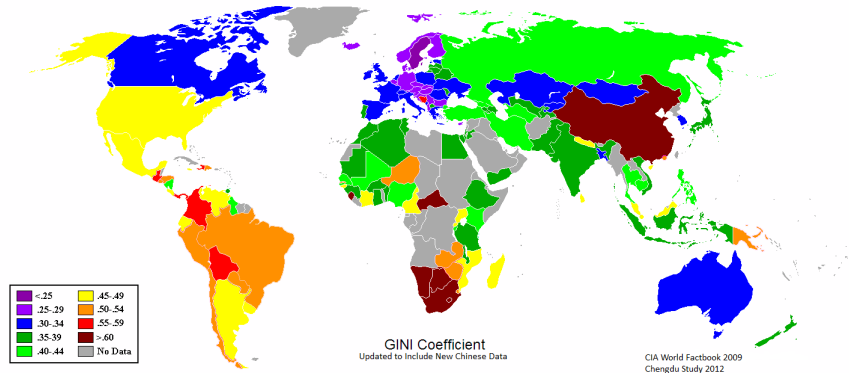 <.25
.25-.29
.30-.34
.35-39
.40-.44
.45-.49
.50-.54
.55-.59
>.60
No Data
GINI Coefficient
Updated to Include New Chinese Data
CIA World Factbook 2009
Chengdu Study 2012